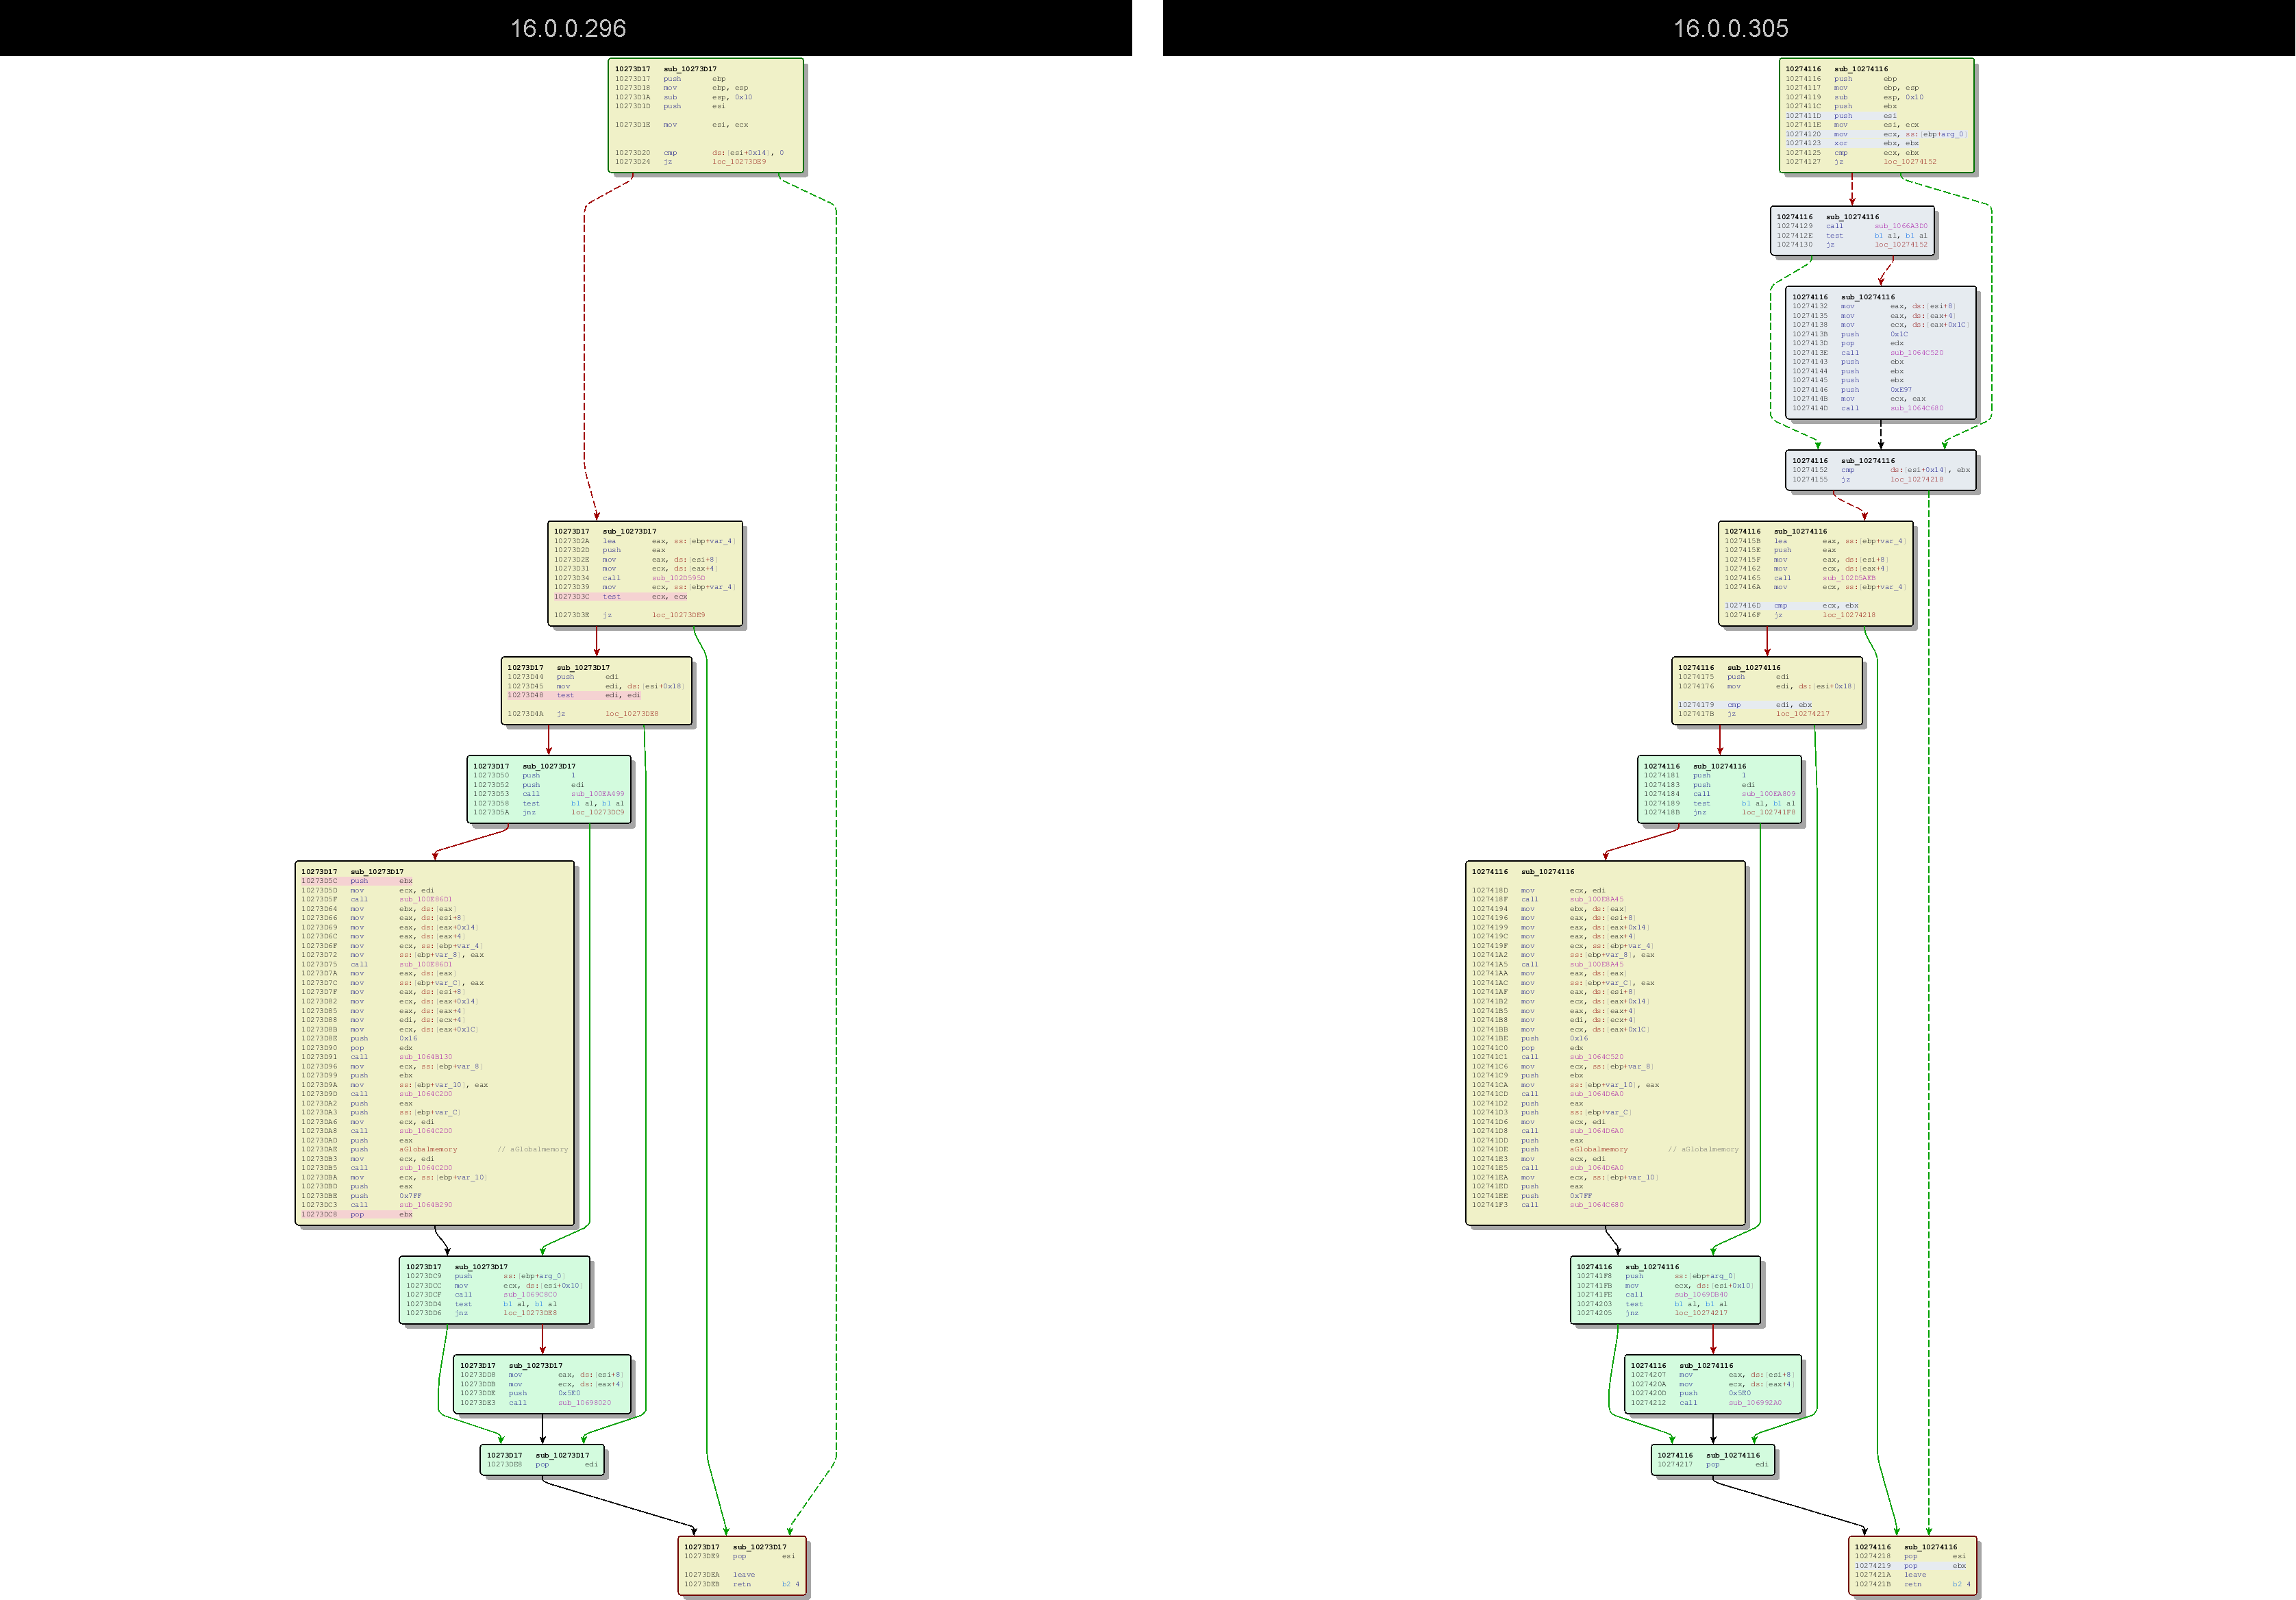 16.0.0.296
10273D17 sub_10273D17
10273D17 push ebp
10273D18 mov ebp, esp
10273D1A sub esp, 0x10
10273D1D push esi
10273D1E mov esi, ecx
10273D20 cmp ds:[esi+0x14], 0
10273D24 jz loc_10273DE9
10273D17 sub_10273D17
10273D2A lea eax, ss:[ebp+var_4]
10273D2D push eax
10273D2E mov eax, ds:[esi+8]
10273D31 mov ecx, ds:[eax+4]
10273D34 call sub_102D595D
10273D39 mov ecx, ss:[ebp+var_4]
10273D3C test ecx, ecx
10273D3E jz loc_10273DE9
10273D17 sub_10273D17
10273D44 push edi
10273D45 mov edi, ds:[esi+0x18]
10273D48 test edi, edi
10273D4A jz loc_10273DE8
10273D17 sub_10273D17
10273D50 push 1
10273D52 push edi
10273D53 call sub_100EA499
10273D58 test b1 al, b1 al
10273D5A jnz loc_10273DC9
10273D17 sub_10273D17
10273D5C push ebx
10273D5D mov ecx, edi
10273D5F call sub_100E86D1
10273D64 mov ebx, ds:[eax]
10273D66 mov eax, ds:[esi+8]
10273D69 mov eax, ds:[eax+0x14]
10273D6C mov eax, ds:[eax+4]
10273D6F mov ecx, ss:[ebp+var_4]
10273D72 mov ss:[ebp+var_8], eax
10273D75 call sub_100E86D1
10273D7A mov eax, ds:[eax]
10273D7C mov ss:[ebp+var_C], eax
10273D7F mov eax, ds:[esi+8]
10273D82 mov ecx, ds:[eax+0x14]
10273D85 mov eax, ds:[eax+4]
10273D88 mov edi, ds:[ecx+4]
10273D8B mov ecx, ds:[eax+0x1C]
10273D8E push 0x16
10273D90 pop edx
10273D91 call sub_1064B130
10273D96 mov ecx, ss:[ebp+var_8]
10273D99 push ebx
10273D9A mov ss:[ebp+var_10], eax
10273D9D call sub_1064C2D0
10273DA2 push eax
10273DA3 push ss:[ebp+var_C]
10273DA6 mov ecx, edi
10273DA8 call sub_1064C2D0
10273DAD push eax
10273DAE push aGlobalmemory // aGlobalmemory
10273DB3 mov ecx, edi
10273DB5 call sub_1064C2D0
10273DBA mov ecx, ss:[ebp+var_10]
10273DBD push eax
10273DBE push 0x7FF
10273DC3 call sub_1064B290
10273DC8 pop ebx
10273D17 sub_10273D17
10273DC9 push ss:[ebp+arg_0]
10273DCC mov ecx, ds:[esi+0x10]
10273DCF call sub_1069C8C0
10273DD4 test b1 al, b1 al
10273DD6 jnz loc_10273DE8
10273D17 sub_10273D17
10273DD8 mov eax, ds:[esi+8]
10273DDB mov ecx, ds:[eax+4]
10273DDE push 0x5E0
10273DE3 call sub_10698020
10273D17 sub_10273D17
10273DE8 pop edi
10273D17 sub_10273D17
10273DE9 pop esi
10273DEA leave
10273DEB retn b2 4
16.0.0.305
10274116 sub_10274116
10274116 push ebp
10274117 mov ebp, esp
10274119 sub esp, 0x10
1027411C push ebx
1027411D push esi
1027411E mov esi, ecx
10274120 mov ecx, ss:[ebp+arg_0]
10274123 xor ebx, ebx
10274125 cmp ecx, ebx
10274127 jz loc_10274152
10274116 sub_10274116
10274129 call sub_1066A3D0
1027412E test b1 al, b1 al
10274130 jz loc_10274152
10274116 sub_10274116
10274132 mov eax, ds:[esi+8]
10274135 mov eax, ds:[eax+4]
10274138 mov ecx, ds:[eax+0x1C]
1027413B push 0x1C
1027413D pop edx
1027413E call sub_1064C520
10274143 push ebx
10274144 push ebx
10274145 push ebx
10274146 push 0xE97
1027414B mov ecx, eax
1027414D call sub_1064C680
10274116 sub_10274116
10274152 cmp ds:[esi+0x14], ebx
10274155 jz loc_10274218
10274116 sub_10274116
1027415B lea eax, ss:[ebp+var_4]
1027415E push eax
1027415F mov eax, ds:[esi+8]
10274162 mov ecx, ds:[eax+4]
10274165 call sub_102D5AEB
1027416A mov ecx, ss:[ebp+var_4]
1027416D cmp ecx, ebx
1027416F jz loc_10274218
10274116 sub_10274116
10274175 push edi
10274176 mov edi, ds:[esi+0x18]
10274179 cmp edi, ebx
1027417B jz loc_10274217
10274116 sub_10274116
10274181 push 1
10274183 push edi
10274184 call sub_100EA809
10274189 test b1 al, b1 al
1027418B jnz loc_102741F8
10274116 sub_10274116
1027418D mov ecx, edi
1027418F call sub_100E8A45
10274194 mov ebx, ds:[eax]
10274196 mov eax, ds:[esi+8]
10274199 mov eax, ds:[eax+0x14]
1027419C mov eax, ds:[eax+4]
1027419F mov ecx, ss:[ebp+var_4]
102741A2 mov ss:[ebp+var_8], eax
102741A5 call sub_100E8A45
102741AA mov eax, ds:[eax]
102741AC mov ss:[ebp+var_C], eax
102741AF mov eax, ds:[esi+8]
102741B2 mov ecx, ds:[eax+0x14]
102741B5 mov eax, ds:[eax+4]
102741B8 mov edi, ds:[ecx+4]
102741BB mov ecx, ds:[eax+0x1C]
102741BE push 0x16
102741C0 pop edx
102741C1 call sub_1064C520
102741C6 mov ecx, ss:[ebp+var_8]
102741C9 push ebx
102741CA mov ss:[ebp+var_10], eax
102741CD call sub_1064D6A0
102741D2 push eax
102741D3 push ss:[ebp+var_C]
102741D6 mov ecx, edi
102741D8 call sub_1064D6A0
102741DD push eax
102741DE push aGlobalmemory // aGlobalmemory
102741E3 mov ecx, edi
102741E5 call sub_1064D6A0
102741EA mov ecx, ss:[ebp+var_10]
102741ED push eax
102741EE push 0x7FF
102741F3 call sub_1064C680
10274116 sub_10274116
102741F8 push ss:[ebp+arg_0]
102741FB mov ecx, ds:[esi+0x10]
102741FE call sub_1069DB40
10274203 test b1 al, b1 al
10274205 jnz loc_10274217
10274116 sub_10274116
10274207 mov eax, ds:[esi+8]
1027420A mov ecx, ds:[eax+4]
1027420D push 0x5E0
10274212 call sub_106992A0
10274116 sub_10274116
10274217 pop edi
10274116 sub_10274116
10274218 pop esi
10274219 pop ebx
1027421A leave
1027421B retn b2 4